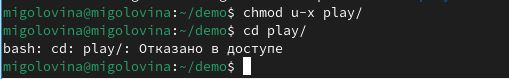 migolovina@migolovina:~/demo$ chmod u-x play/
migolovina@migolovina:~/demo$ cd play/
bash: cd: play/: Отказано в доступе
migolovina@migolovina:~/demo$